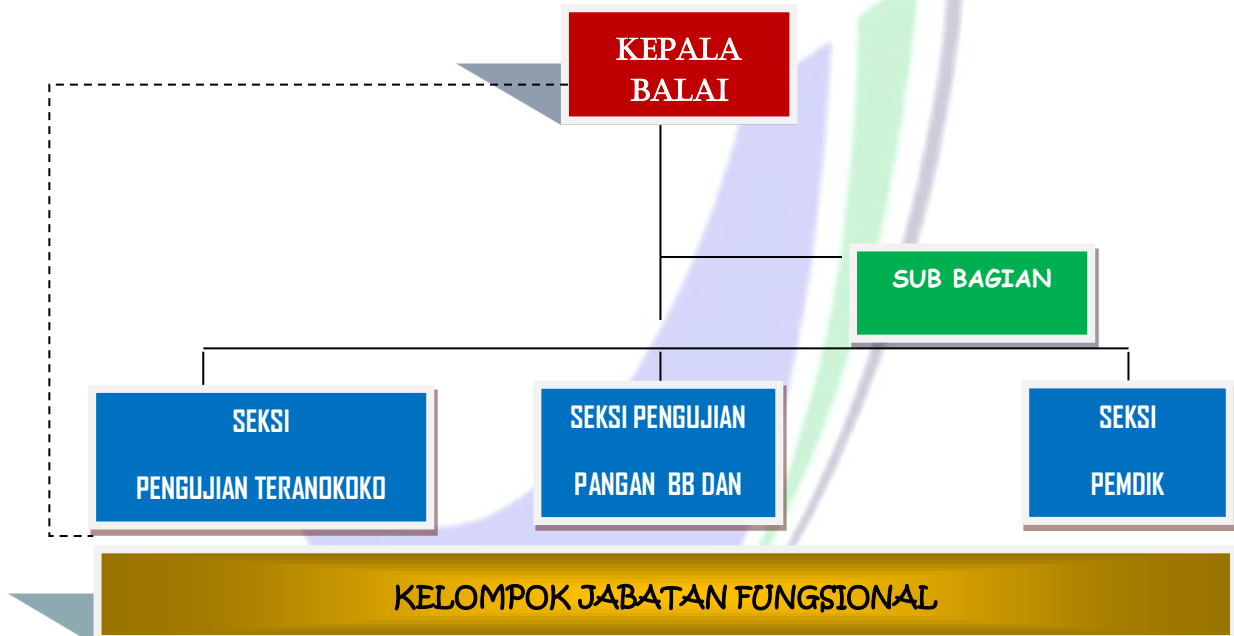 KEPALA
BALAI
SUB BAGIAN
SEKSI
PENGUJIAN TERANOKOKO
SEKSI PENGUJIAN
PANGAN BB DAN
SEKSI
PEMDIK
KELOMPOK JABATAN FUNGSIONAL